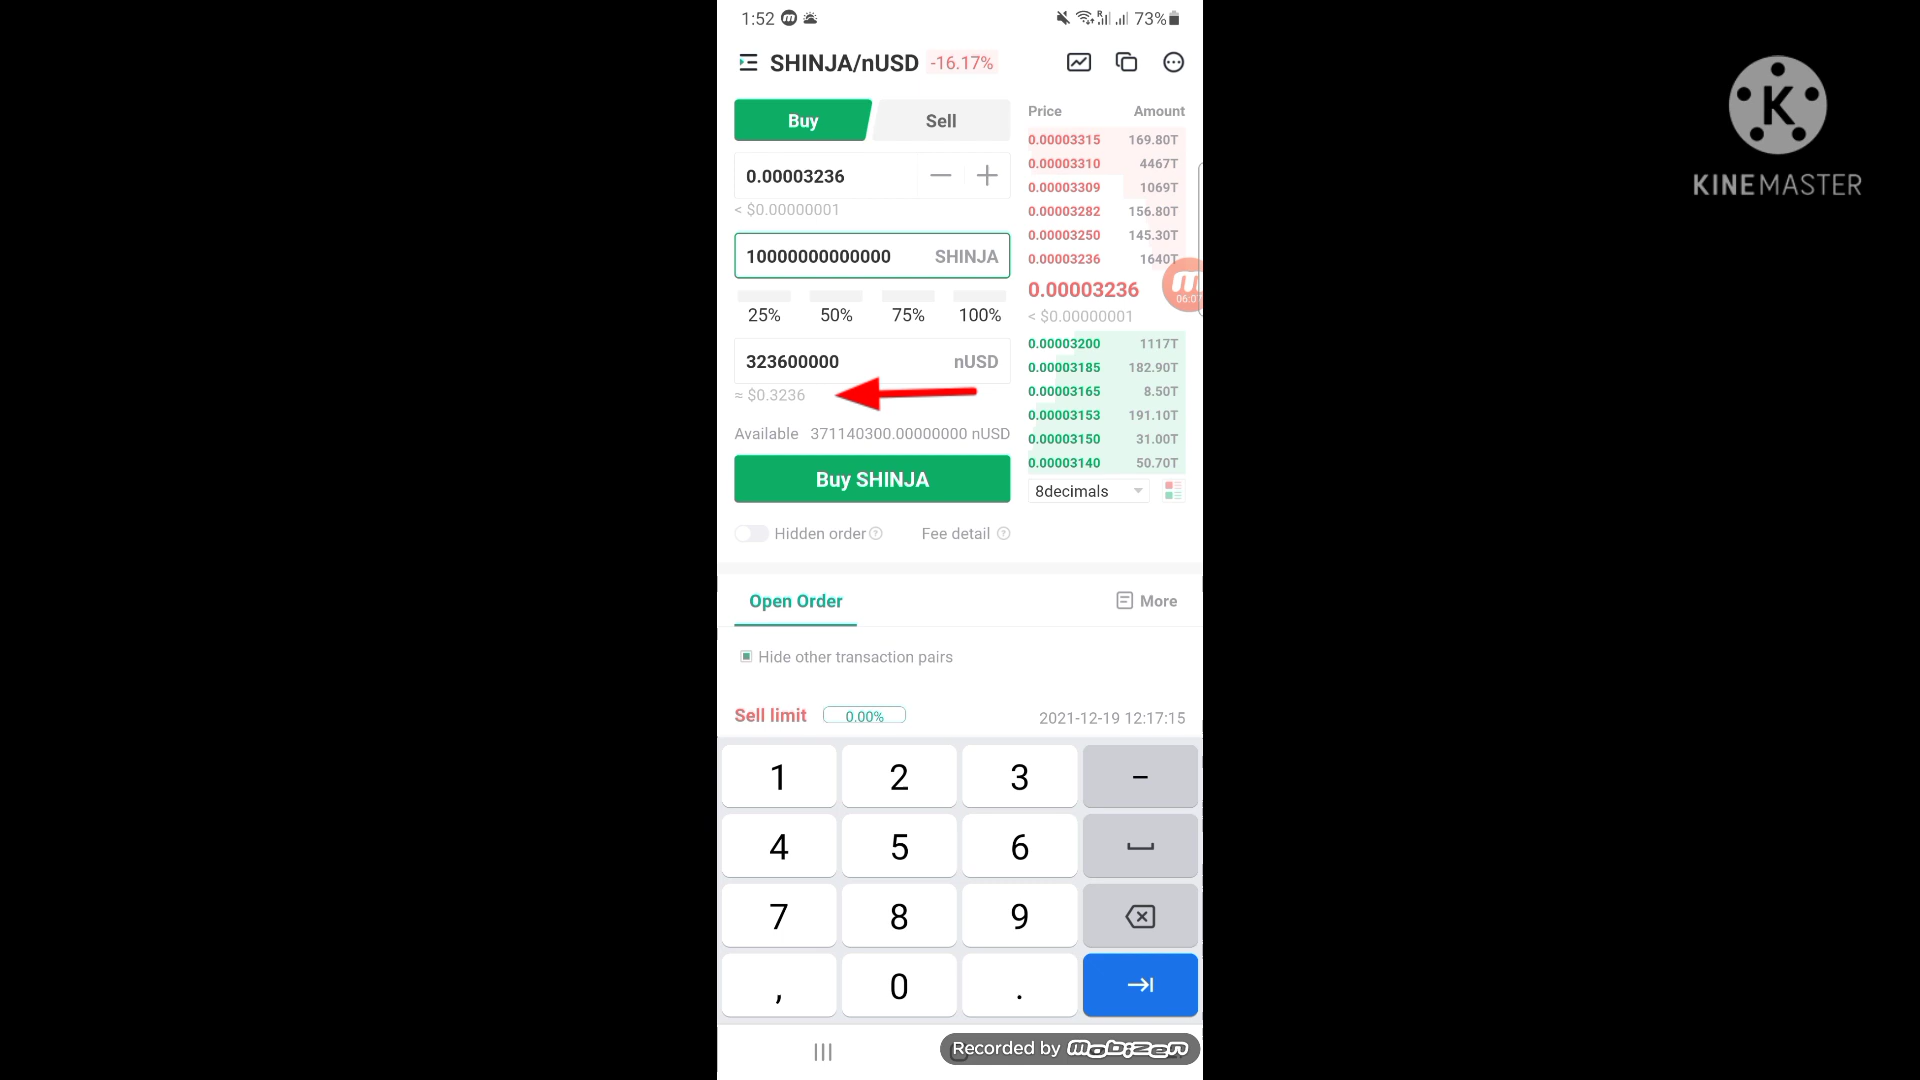 1:52
73%
SHINJA/nUSD -16.17%
Buy
Sell
0.00003236
< $0.00000001
10000000000000 SHINJA
25% 50% 75% 100%
323600000 nUSD
≈ $0.3236
Available 371140300.00000000 nUSD
Buy SHINJA
Hidden order
Fee detail
Price Amount
0.00003315 169.80T
0.00003310 4467T
0.00003309 1069T
0.00003282 156.80T
0.00003250 145.30T
0.00003236 1640T
0.00003236
< $0.00000001
0.00003200 1117T
0.00003185 182.90T
0.00003165 8.50T
0.00003153 191.10T
0.00003150 31.00T
0.00003140 50.70T
8decimals
Open Order
More
Hide other transaction pairs
Sell limit 0.00%
2021-12-19 12:17:15
1 2 3 –
4 5 6
7 8 9
, 0 .
Recorded by mobizen
K
KINEMASTER